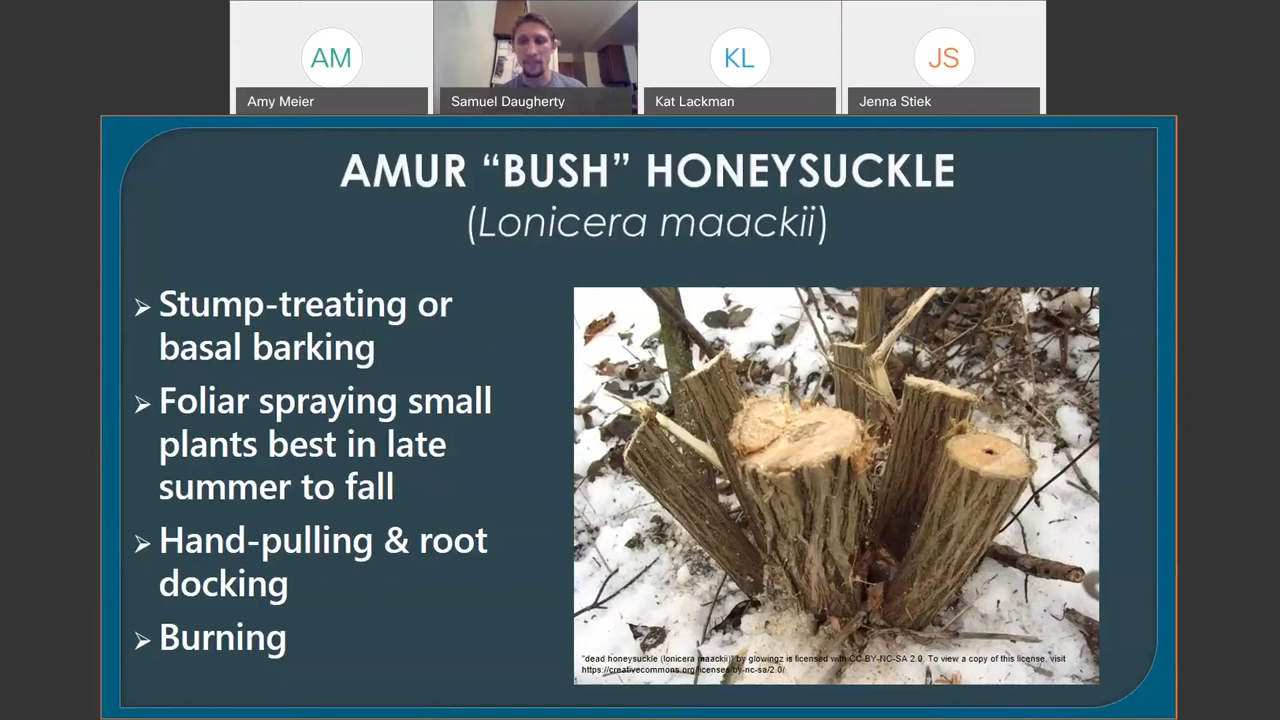 AM
Amy Meier
Samuel Daugherty
KL
Kat Lackman
JS
Jenna Stiek
AMUR “BUSH” HONEYSUCKLE
(Lonicera maackii)
➢ Stump-treating or
basal barking
➢ Foliar spraying small
plants best in late
summer to fall
➢ Hand-pulling & root
docking
➢ Burning
"dead honeysuckle (lonicera maackii)" by glowingz is licensed with CC-BY-NC-SA 2.0. To view a copy of this license, visit
https://creativecommons.org/licenses/by-nc-sa/2.0/